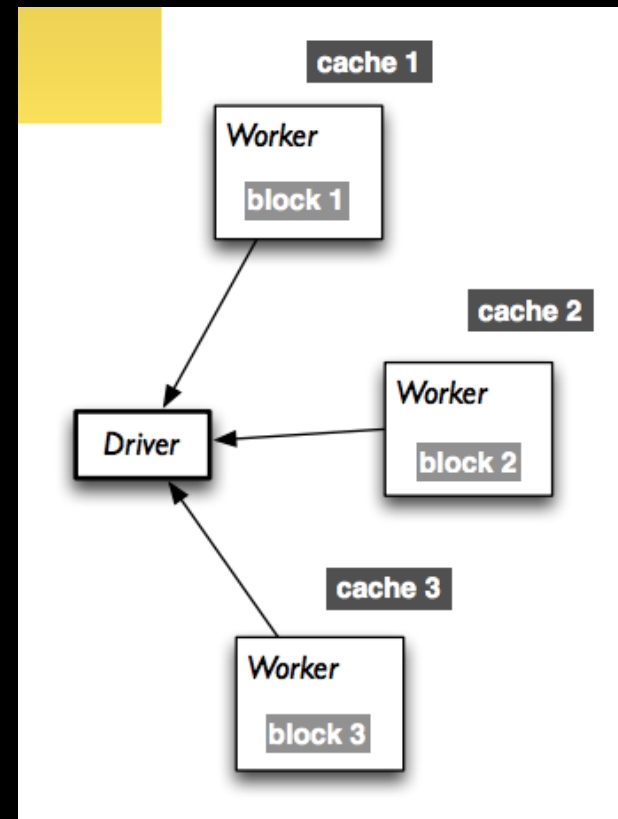 cache 1
Worker
block 1
cache 2
Worker
block 2
Driver
cache 3
Worker
block 3